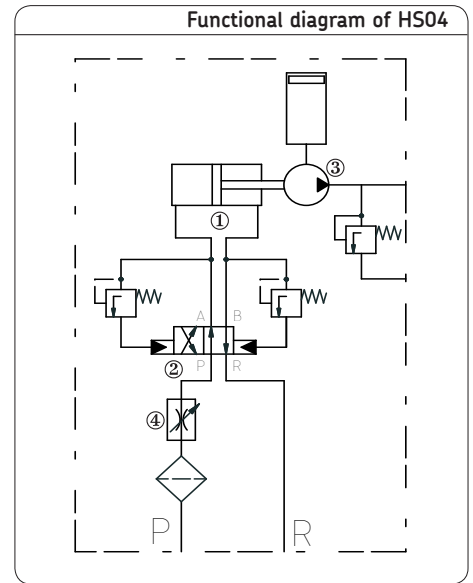 Functional diagram of HS04
③
①
A B
② P R
④
P R